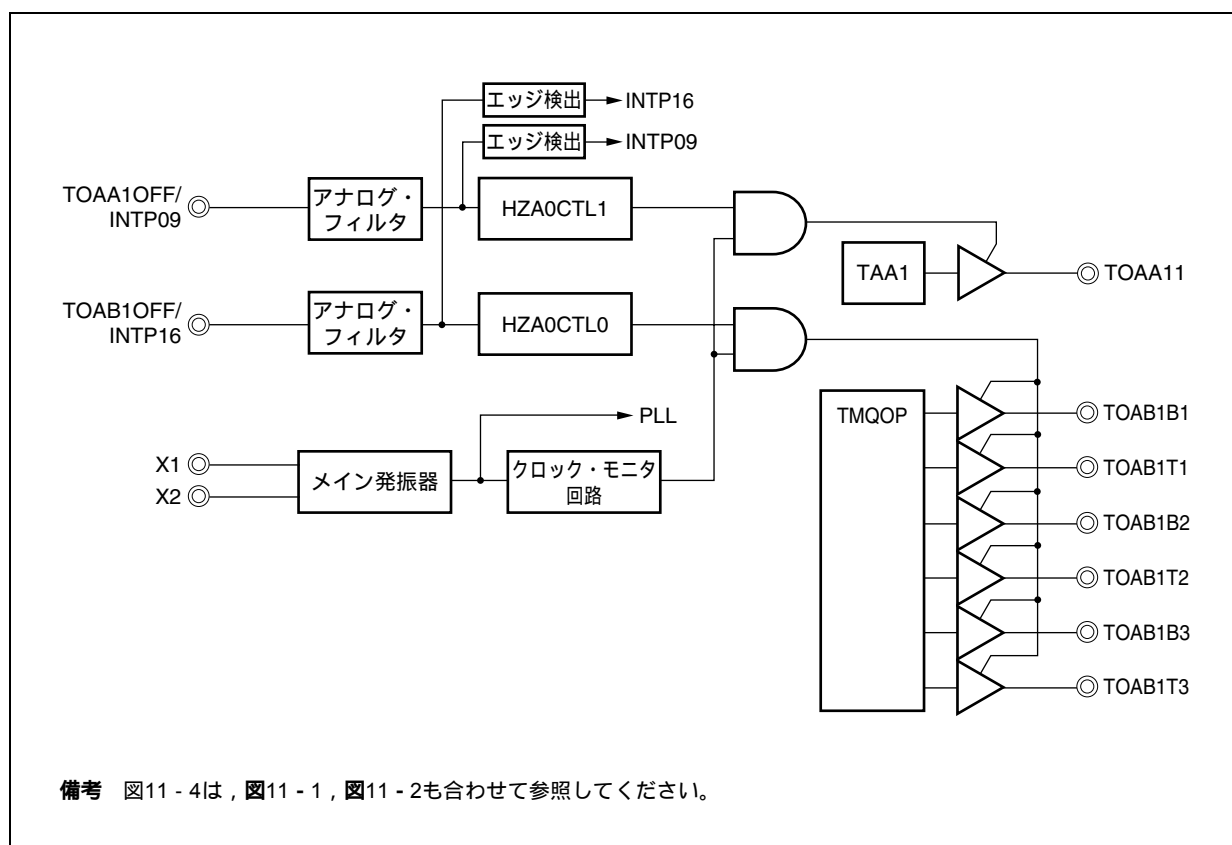 エッジ検出
INTP16
エッジ検出
INTP09
TOAA1OFF/
INTP09
アナログ・
フィルタ
HZA0CTL1
TAA1
TOAA11
TOAB1OFF/
INTP16
アナログ・
フィルタ
HZA0CTL0
TMQOP
TOAB1B1
PLL
X1
X2
メイン発振器
クロック・モニタ
回路
TOAB1T1
TOAB1B2
TOAB1T2
TOAB1B3
TOAB1T3
備考　図11 - 4は，図11 - 1，図11 - 2も合わせて参照してください。